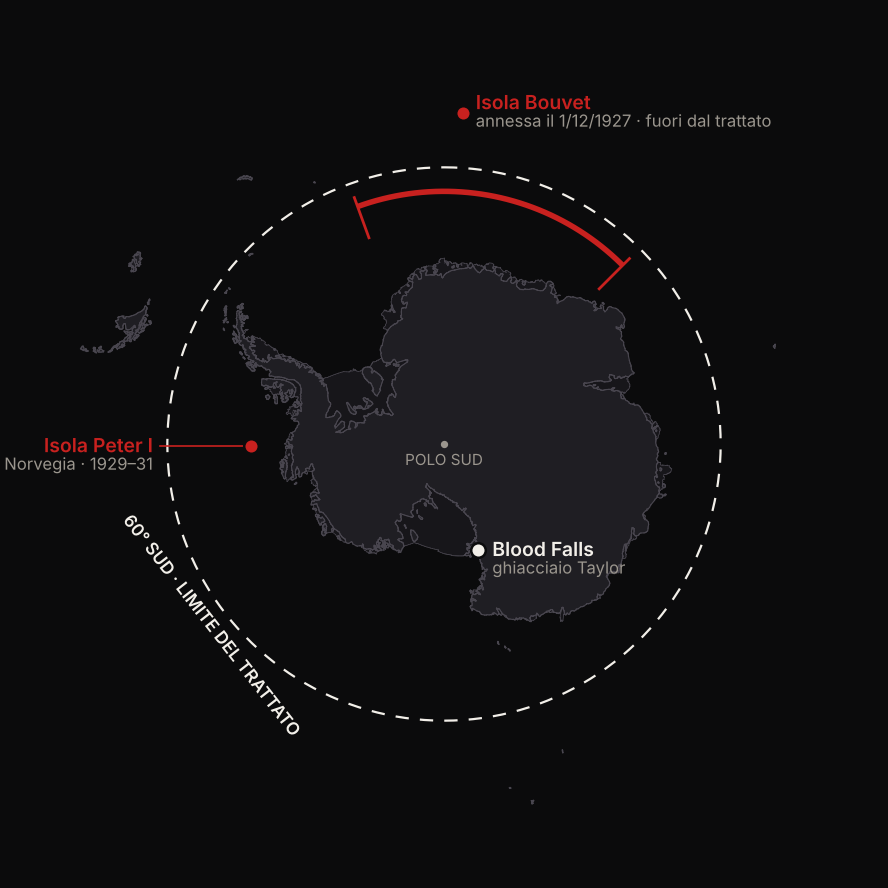 Isola Bouvet
annessa il 1/12/1927 · fuori dal trattato
Isola Peter I
Norvegia · 1929–31
POLO SUD
Blood Falls
ghiacciaio Taylor
60° SUD · LIMITE DEL TRATTATO